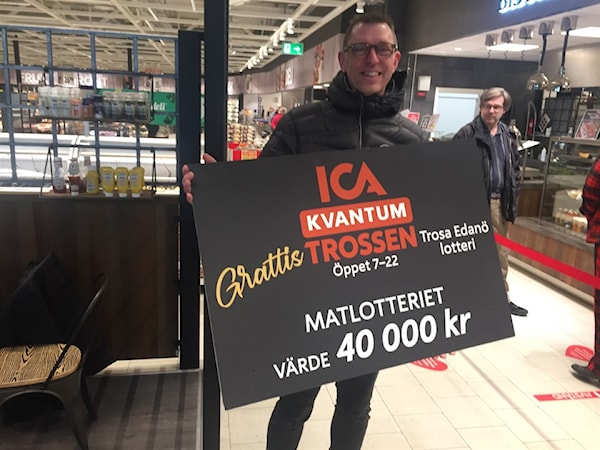 ICA
KVANTUM
Grattis TROSSEN
Öppet 7–22
Trosa Edanö
lotteri
MATLOTTERIET
VÄRDE 40 000 kr